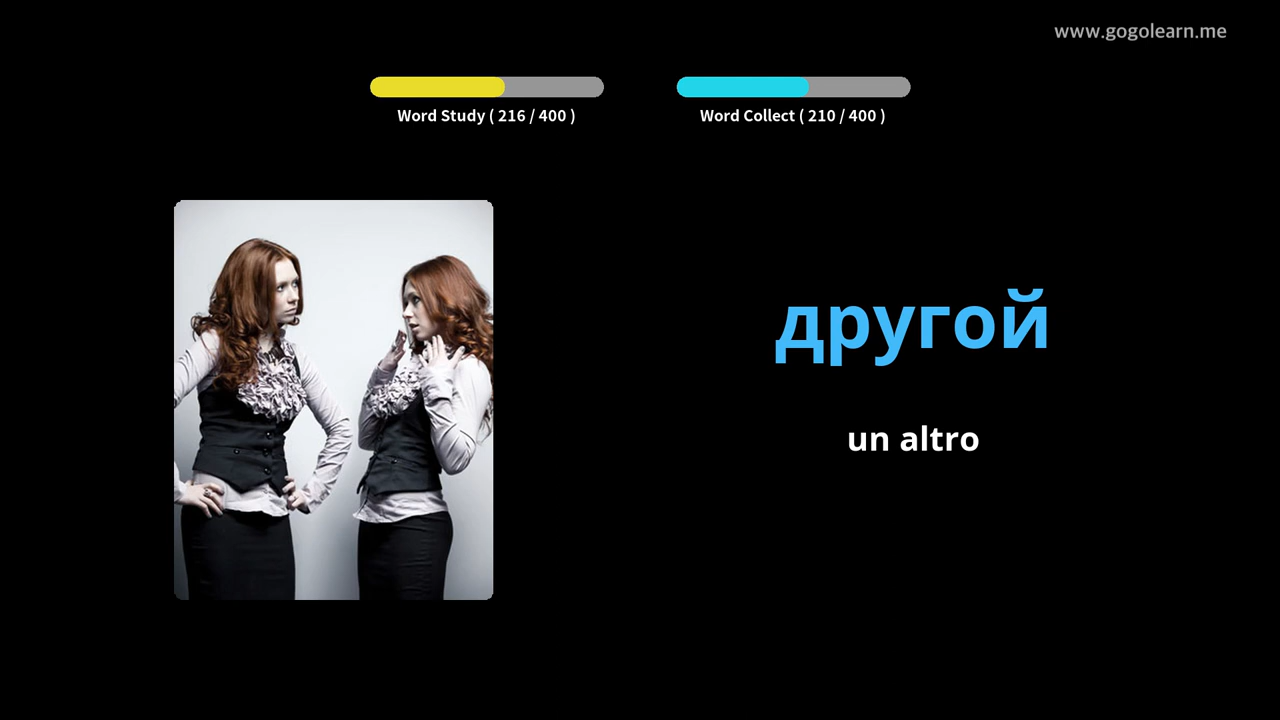 www.gogolearn.me
Word Study ( 216 / 400 )
Word Collect ( 210 / 400 )
другой
un altro